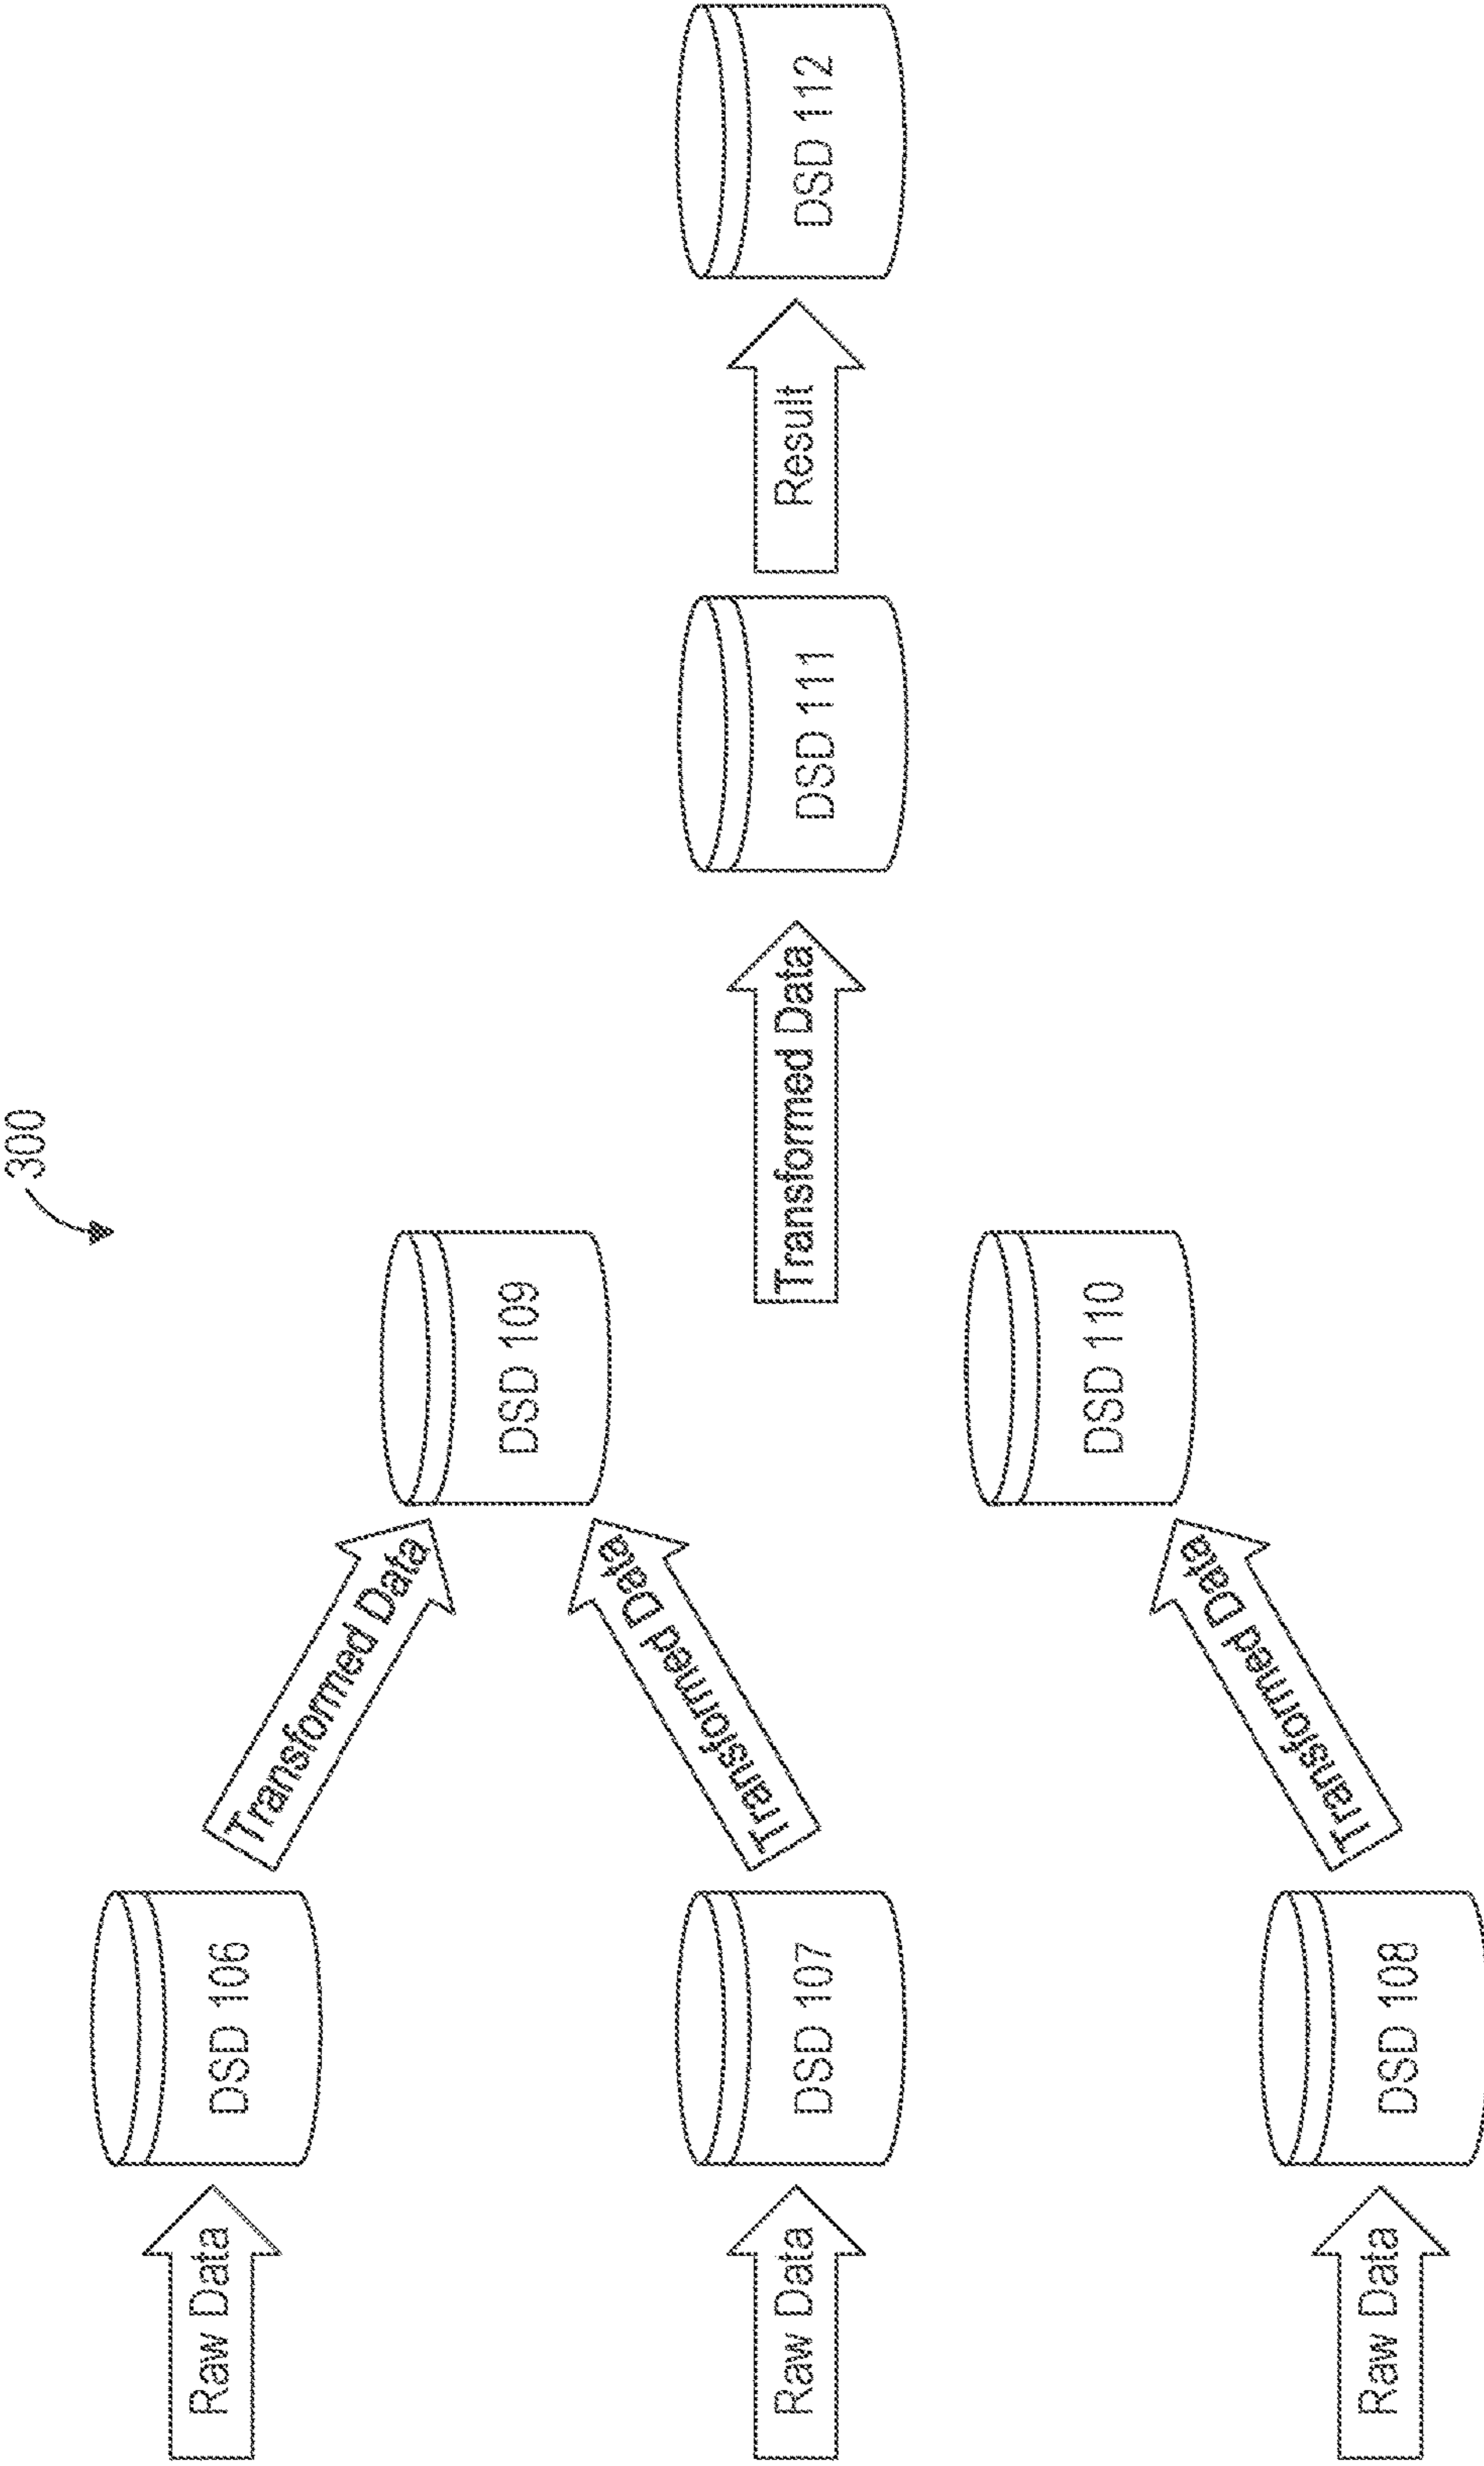 300
Raw Data
DSD 106
Transformed Data
Raw Data
DSD 107
Transformed Data
DSD 109
Raw Data
DSD 108
Transformed Data
DSD 110
Transformed Data
DSD 111
Result
DSD 112